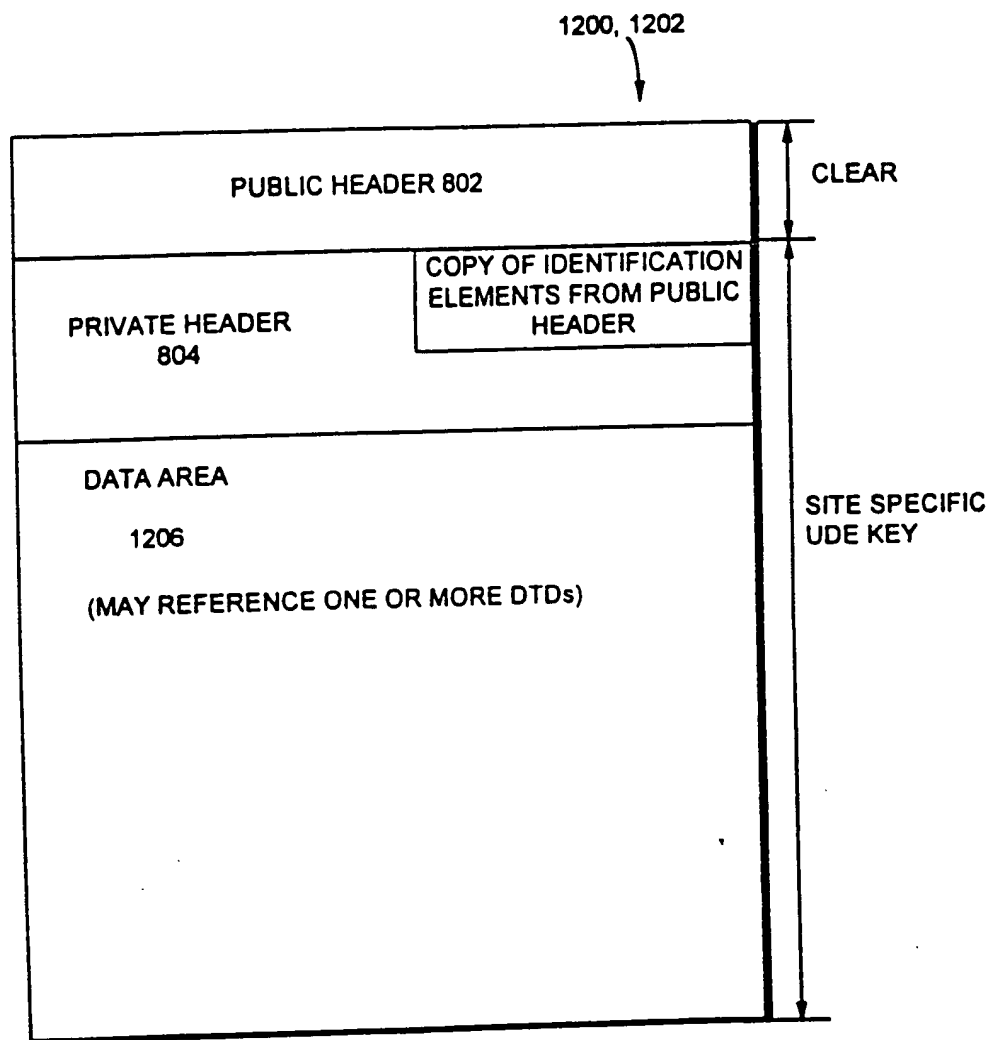 1200, 1202
PUBLIC HEADER 802
CLEAR
COPY OF IDENTIFICATION
ELEMENTS FROM PUBLIC
HEADER
PRIVATE HEADER
804
DATA AREA
1206
(MAY REFERENCE ONE OR MORE DTDs)
SITE SPECIFIC
UDE KEY